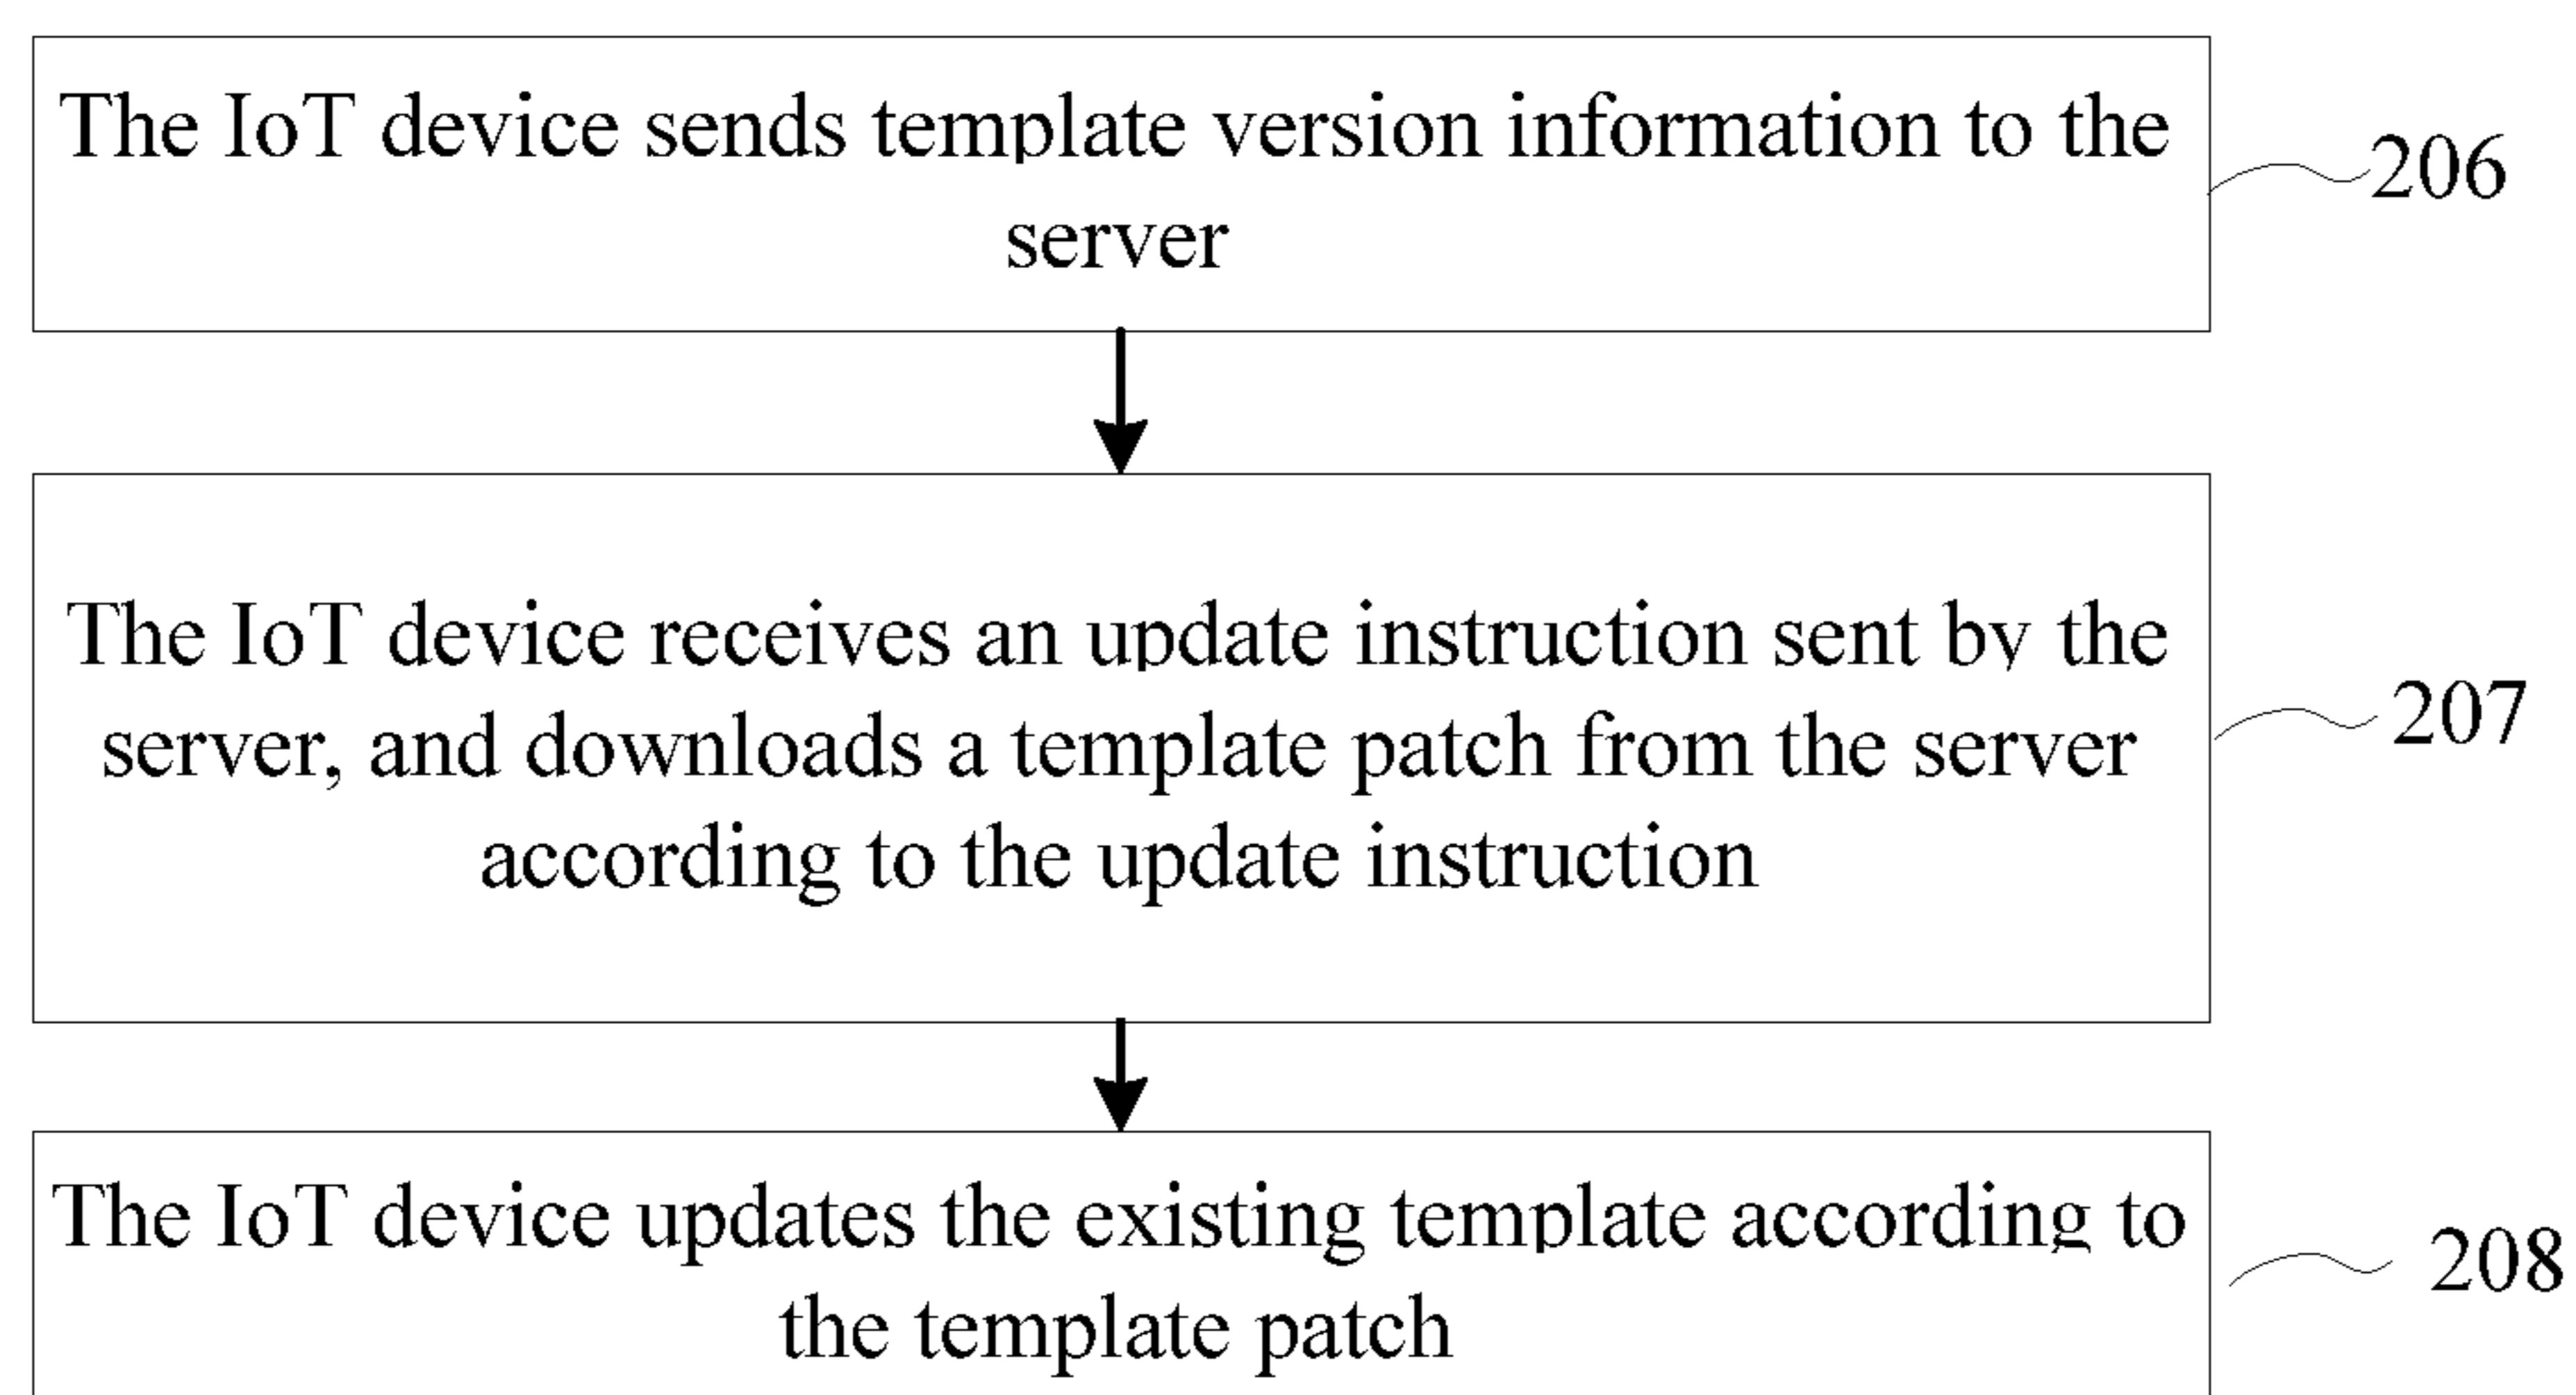 The IoT device sends template version information to the
server
206
The IoT device receives an update instruction sent by the
server, and downloads a template patch from the server
according to the update instruction
207
The IoT device updates the existing template according to
the template patch
208